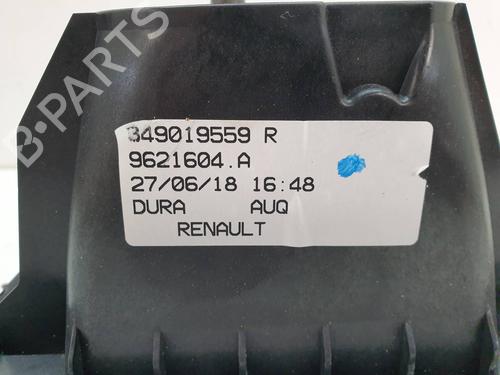 349019559 R
9621604.A
27/06/18 16:48
DURA AUQ
RENAULT
B-PARTS